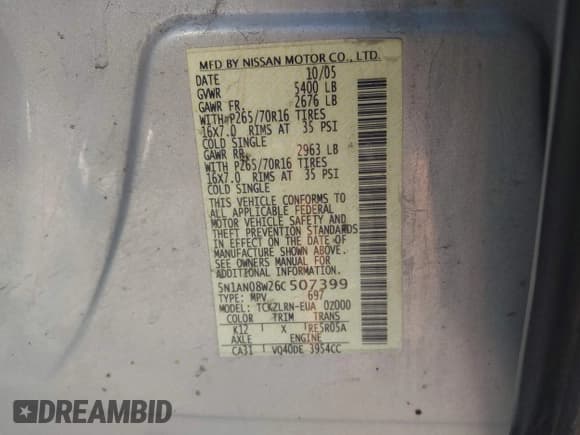 MFD BY NISSAN MOTOR CO., LTD.
DATE 10/05
GVWR 5400 LB
GAWR FR. 2676 LB
WITH P265/70R16 TIRES
16X7.0 RIMS AT 35 PSI
COLD SINGLE
GAWR RR. 2963 LB
WITH P265/70R16 TIRES
16X7.0 RIMS AT 35 PSI
COLD SINGLE
THIS VEHICLE CONFORMS TO
ALL APPLICABLE FEDERAL
MOTOR VEHICLE SAFETY AND
THEFT PREVENTION STANDARDS
IN EFFECT ON THE DATE OF
MANUFACTURE SHOWN ABOVE.
SEE OWNERS MANUAL FOR
ADDITIONAL INFORMATION.
5N1AN08W26C507399
TYPE: MPV 697
MODEL: TCKZLRN-EUA 0Z000
COLOR TRIM TRANS
K12 X RE5R05A
AXLE ENGINE
CA31 VQ40DE 3954CC
DREAMBID